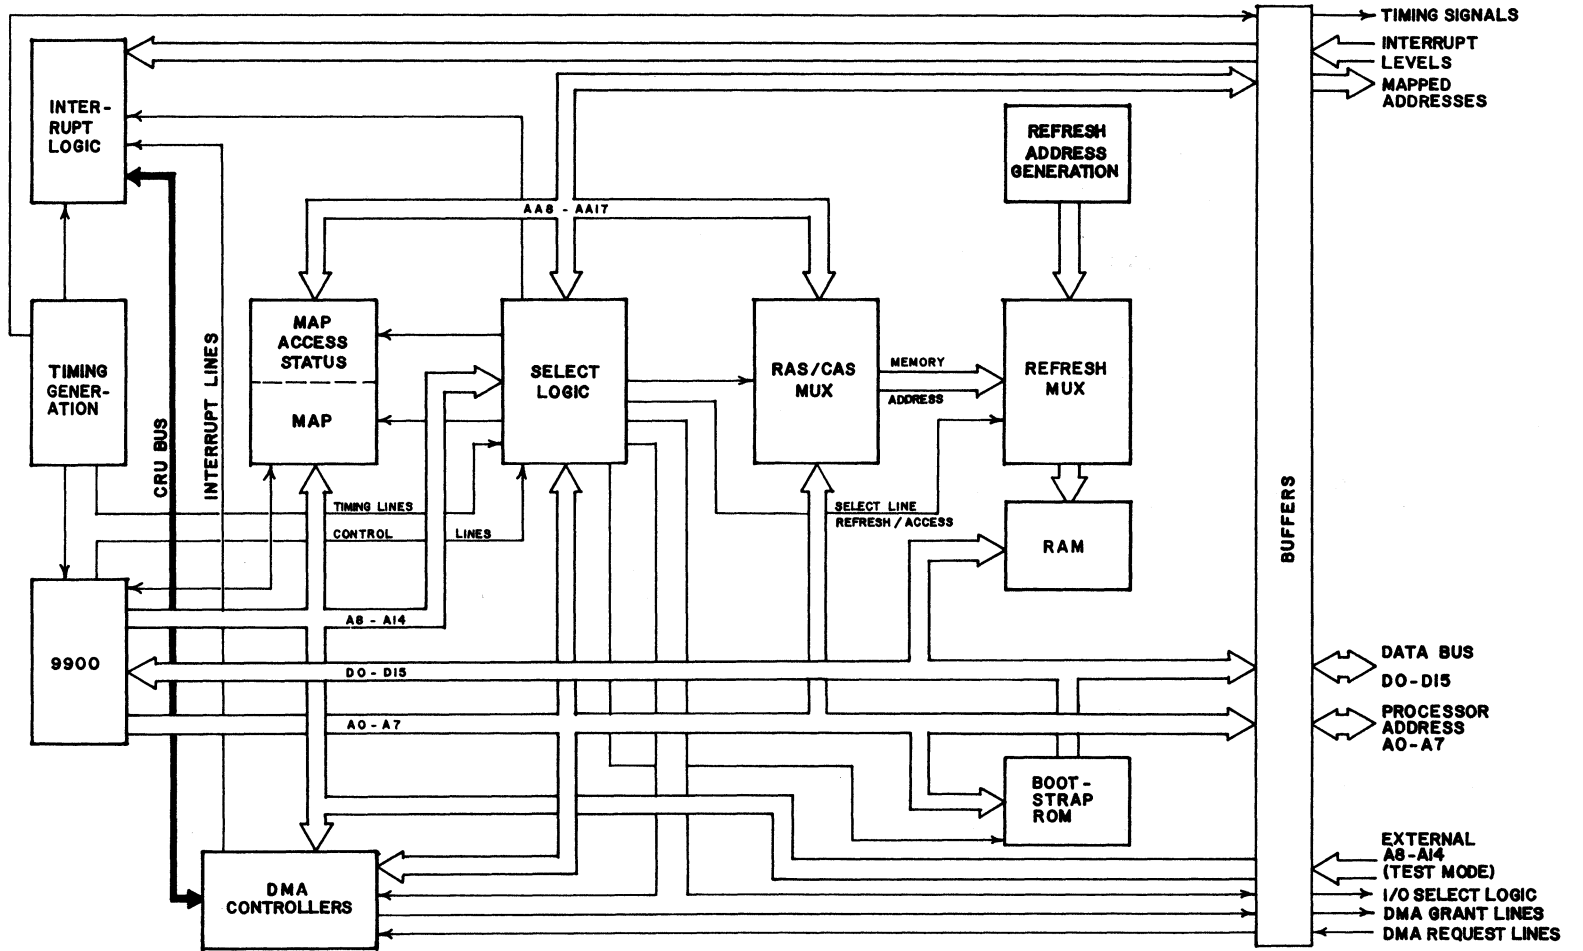 TIMING SIGNALS
INTERRUPT
LEVELS
MAPPED
ADDRESSES
INTER-
RUPT
LOGIC
REFRESH
ADDRESS
GENERATION
AA8 - AA17
TIMING
GENER-
ATION
CRU BUS
INTERRUPT LINES
MAP
ACCESS
STATUS
MAP
SELECT
LOGIC
RAS/CAS
MUX
MEMORY
ADDRESS
REFRESH
MUX
TIMING LINES
CONTROL LINES
SELECT LINE
REFRESH / ACCESS
RAM
BUFFERS
9900
A8 - A14
D0 - D15
A0 - A7
DATA BUS
D0-D15
PROCESSOR
ADDRESS
A0-A7
BOOT-
STRAP
ROM
DMA
CONTROLLERS
EXTERNAL
A8-A14
(TEST MODE)
I/O SELECT LOGIC
DMA GRANT LINES
DMA REQUEST LINES